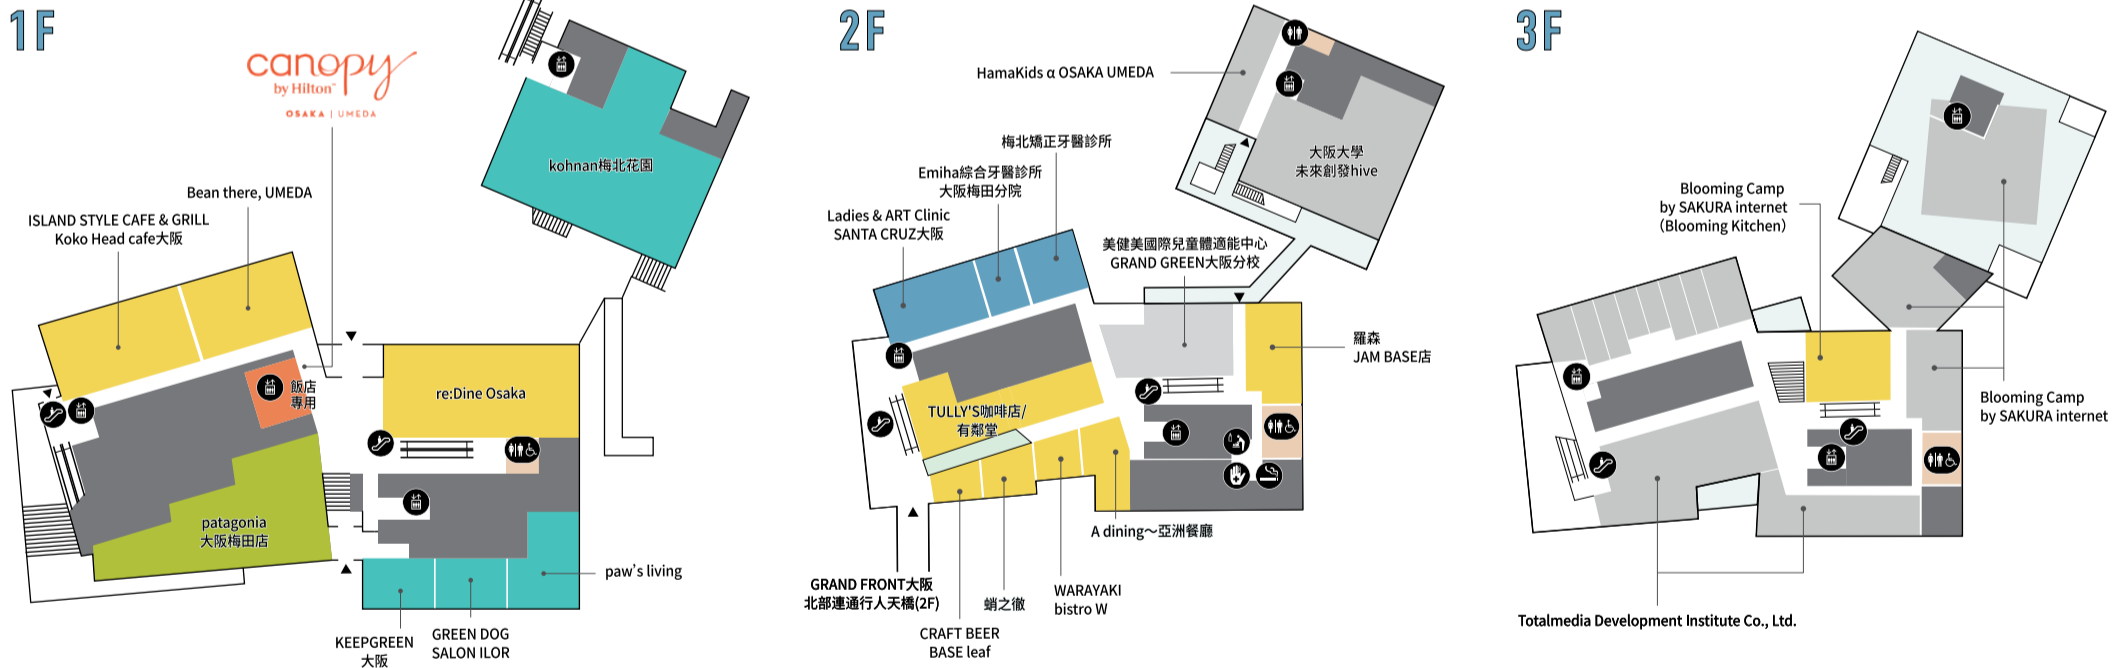 1F
canopy
by Hilton™
OSAKA | UMEDA
kohnan梅北花園
Bean there, UMEDA
ISLAND STYLE CAFE & GRILL
Koko Head cafe大阪
飯店
專用
re:Dine Osaka
patagonia
大阪梅田店
paw's living
KEEPGREEN
大阪
GREEN DOG
SALON ILOR
2F
HamaKids α OSAKA UMEDA
大阪大學
未來創發hive
梅北矯正牙醫診所
Emiha綜合牙醫診所
大阪梅田分院
Ladies & ART Clinic
SANTA CRUZ大阪
美健美國際兒童體適能中心
GRAND GREEN大阪分校
羅森
JAM BASE店
TULLY'S咖啡店/
有鄰堂
A dining～亞洲餐廳
GRAND FRONT大阪
北部連通行人天橋(2F)
蛸之徹
WARAYAKI
bistro W
CRAFT BEER
BASE leaf
3F
Blooming Camp
by SAKURA internet
（Blooming Kitchen）
Blooming Camp
by SAKURA internet
Totalmedia Development Institute Co., Ltd.